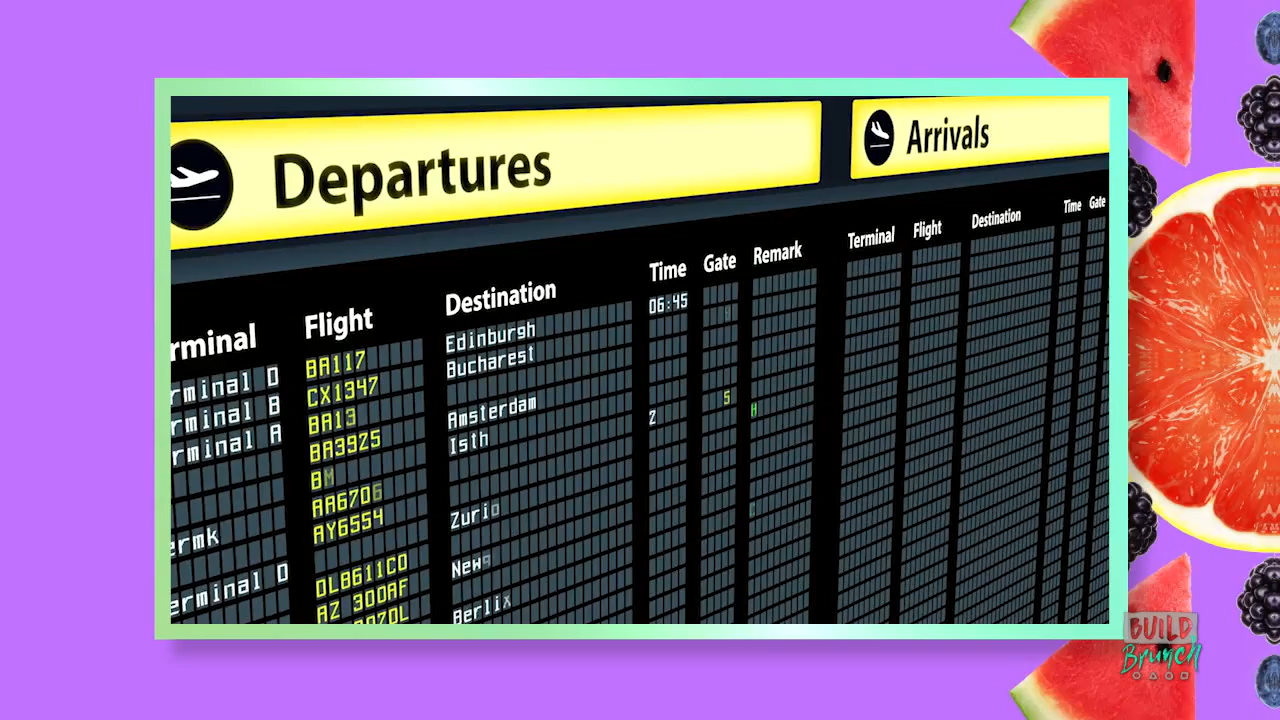 Departures
Arrivals
rminal Flight Destination Time Gate Remark
Terminal Flight Destination Time Gate
rminal D BA117 Edinburgh 06:45
rminal B CX1347 Bucharest
rminal A BA13
BA3925 Amsterdam 5
BM Isth 2
AA6706
ermk AY6554
Zurio
rminal D DL8611CO
AZ 300AF New
Berlix
BUILD
Brunch